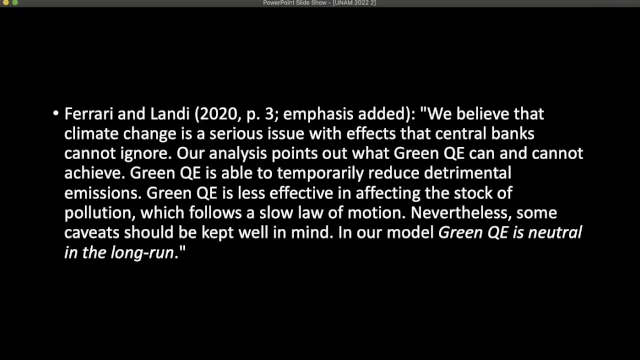 PowerPoint Slide Show - [UNAM 2022 2]
• Ferrari and Landi (2020, p. 3; emphasis added): "We believe that
climate change is a serious issue with effects that central banks
cannot ignore. Our analysis points out what Green QE can and cannot
achieve. Green QE is able to temporarily reduce detrimental
emissions. Green QE is less effective in affecting the stock of
pollution, which follows a slow law of motion. Nevertheless, some
caveats should be kept well in mind. In our model Green QE is neutral
in the long-run."